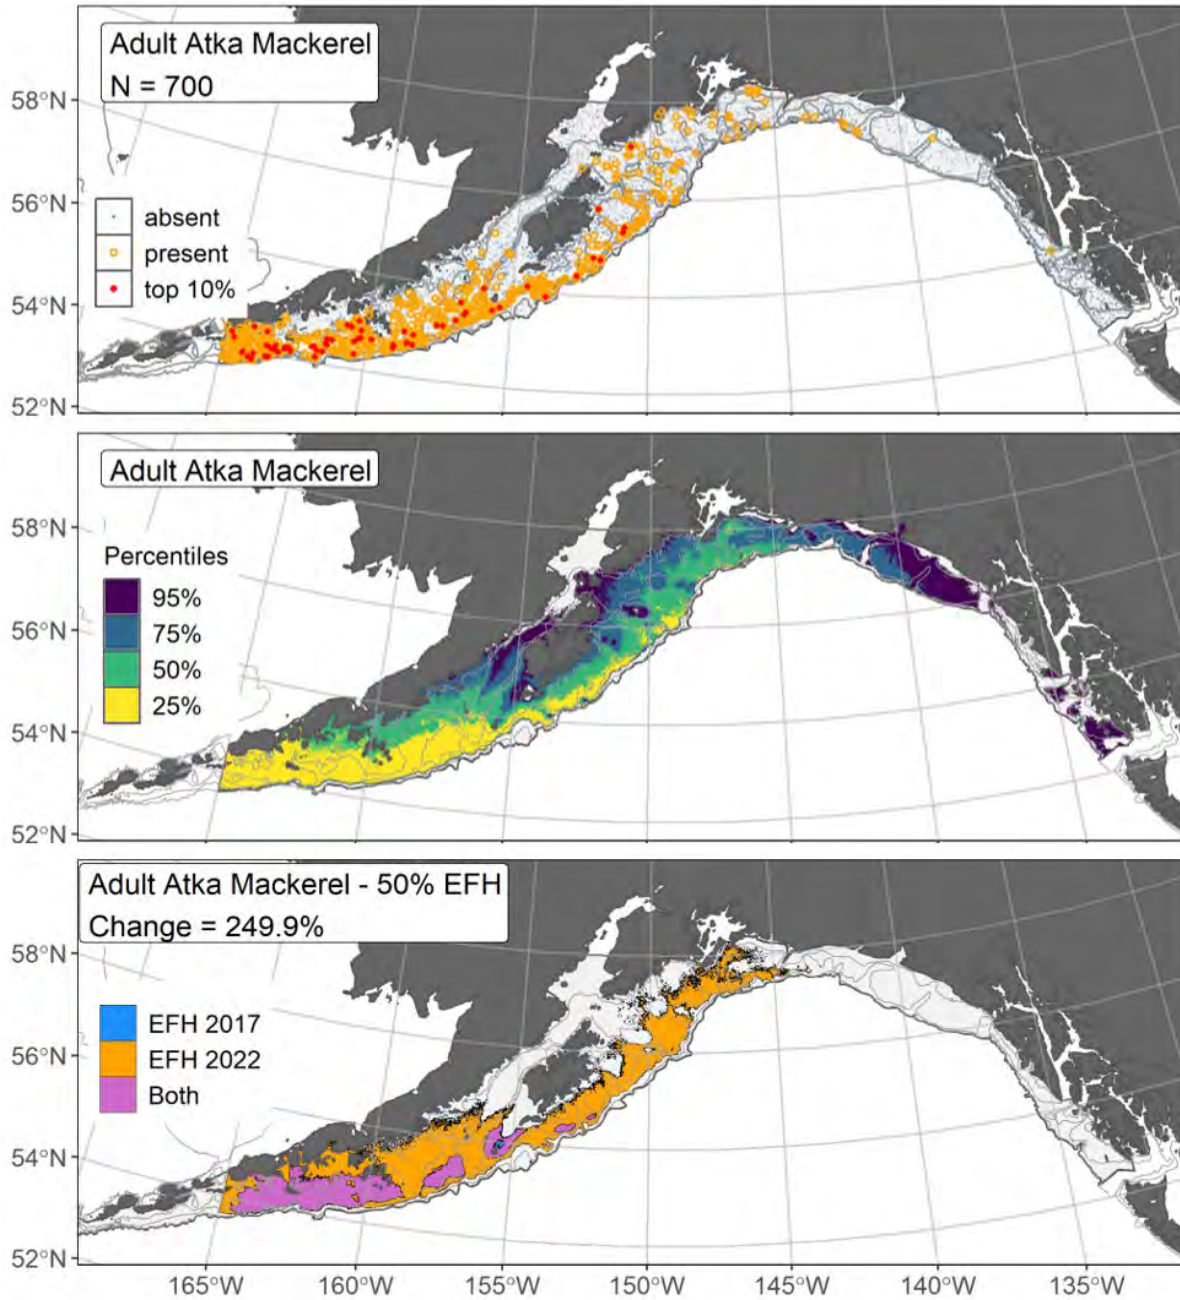 Adult Atka Mackerel
N = 700
58°N
56°N
54°N
52°N
absent
present
top 10%
Adult Atka Mackerel
58°N
56°N
54°N
52°N
Percentiles
95%
75%
50%
25%
Adult Atka Mackerel - 50% EFH
Change = 249.9%
58°N
56°N
54°N
52°N
EFH 2017
EFH 2022
Both
165°W 160°W 155°W 150°W 145°W 140°W 135°W